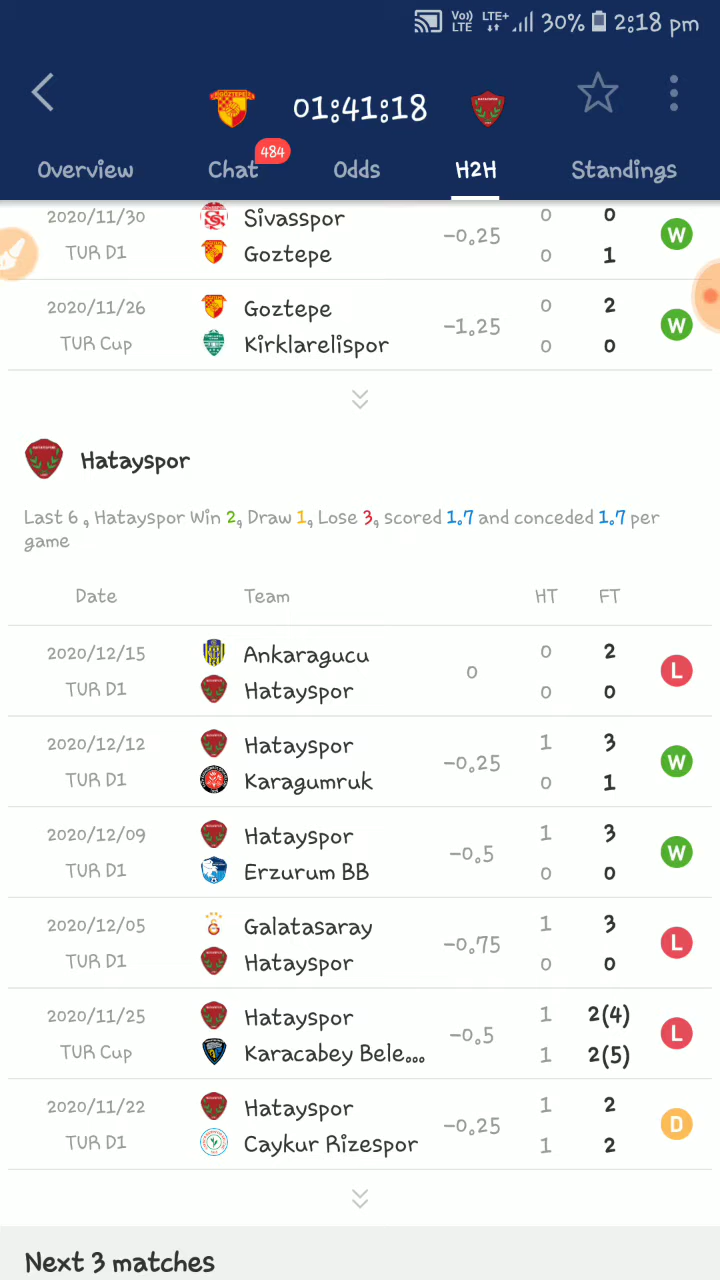 Vo)) LTE LTE+ 30% 2:18 pm
GÖZTEPE 01:41:18
Overview Chat 484 Odds H2H Standings
2020/11/30 Sivasspor 0 0
-0.25 W
TUR D1 Goztepe 0 1
2020/11/26 Goztepe 0 2
-1.25 W
TUR Cup Kirklarelispor 0 0
Hatayspor
Last 6 , Hatayspor Win 2, Draw 1, Lose 3, scored 1.7 and conceded 1.7 per
game
Date Team HT FT
2020/12/15 Ankaragucu 0 2
0 L
TUR D1 Hatayspor 0 0
2020/12/12 Hatayspor 1 3
-0.25 W
TUR D1 Karagumruk 0 1
2020/12/09 Hatayspor 1 3
-0.5 W
TUR D1 Erzurum BB 0 0
2020/12/05 Galatasaray 1 3
-0.75 L
TUR D1 Hatayspor 0 0
2020/11/25 Hatayspor 1 2(4)
-0.5 L
TUR Cup Karacabey Bele... 1 2(5)
2020/11/22 Hatayspor 1 2
-0.25 D
TUR D1 Caykur Rizespor 1 2
Next 3 matches